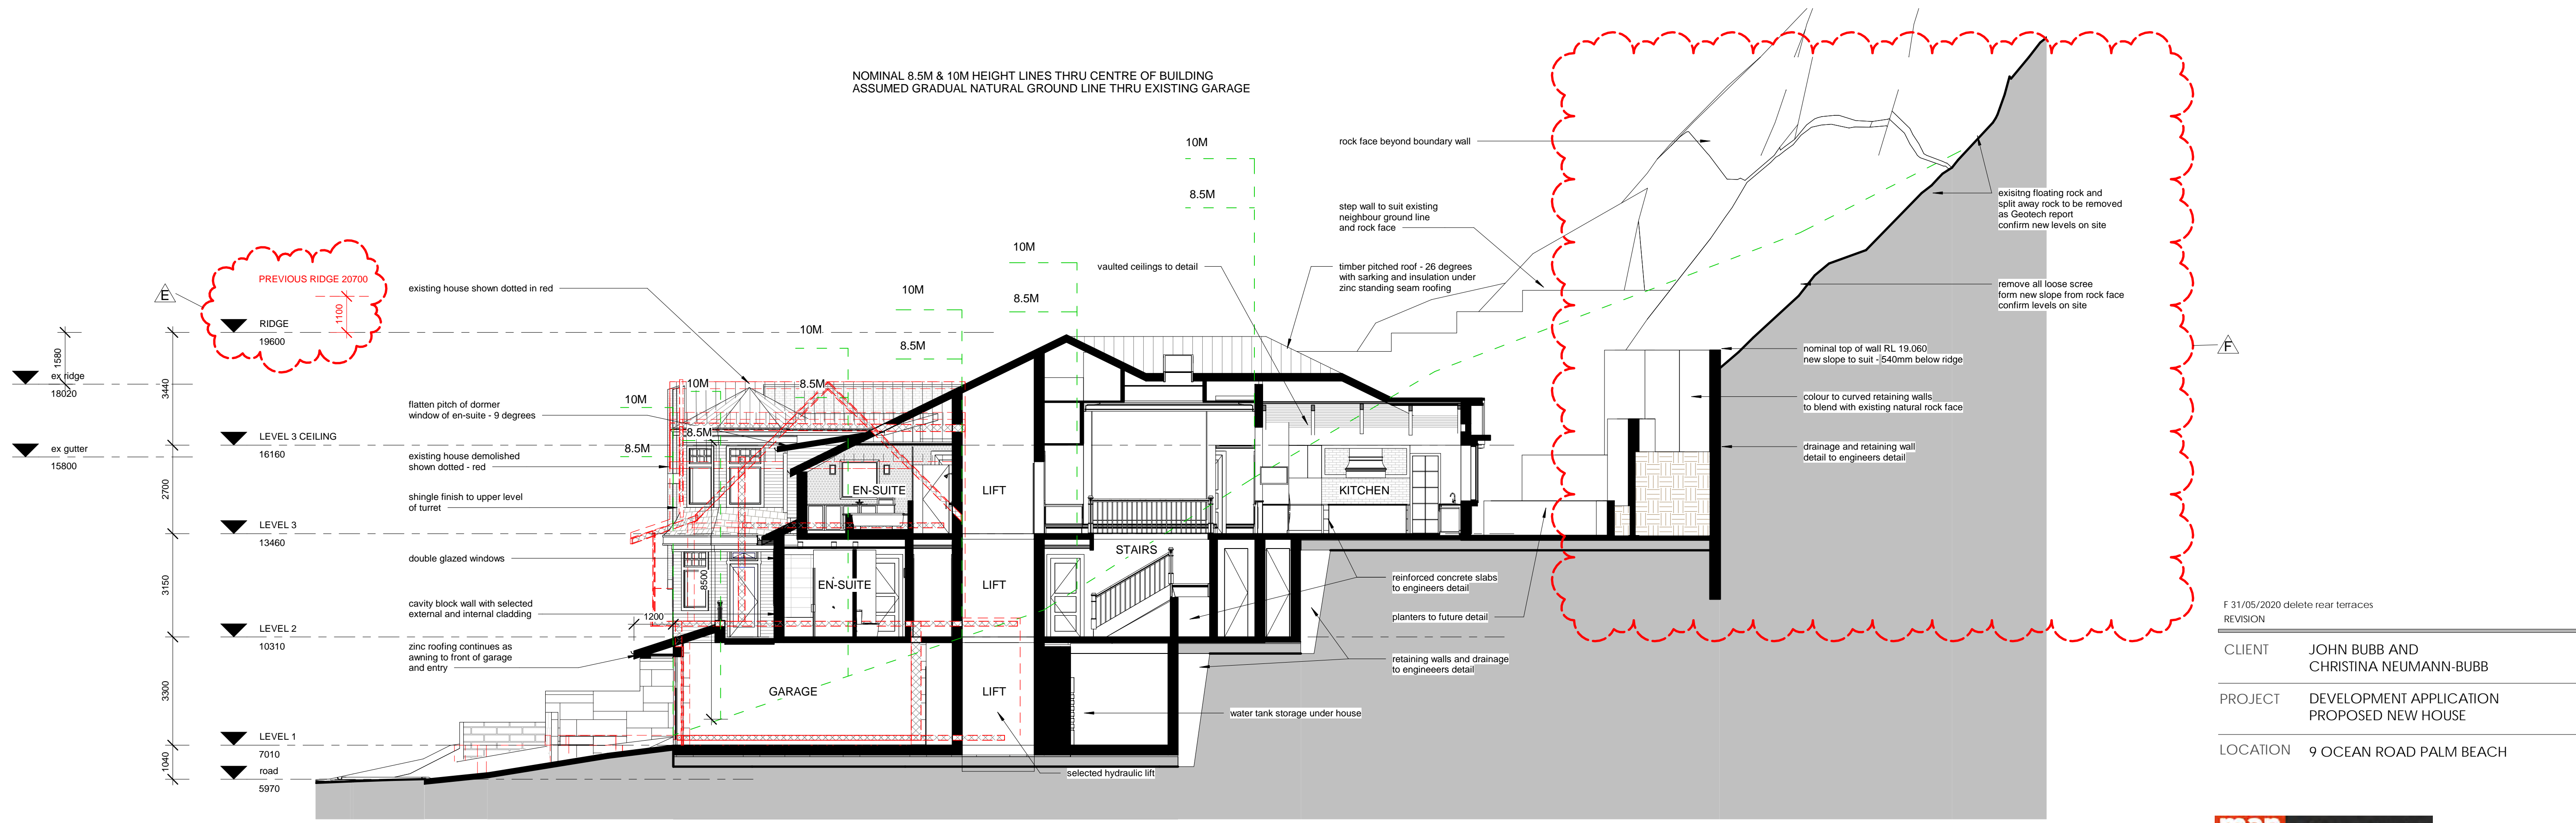 NOMINAL 8.5M & 10M HEIGHT LINES THRU CENTRE OF BUILDING
ASSUMED GRADUAL NATURAL GROUND LINE THRU EXISTING GARAGE
E
PREVIOUS RIDGE 20700
1100
RIDGE
19600
1580
ex ridge
18020
3440
LEVEL 3 CEILING
16160
ex gutter
15800
2700
LEVEL 3
13460
3150
LEVEL 2
10310
3300
LEVEL 1
7010
1040
road
5970
existing house shown dotted in red
flatten pitch of dormer
window of en-suite - 9 degrees
existing house demolished
shown dotted - red
shingle finish to upper level
of turret
double glazed windows
cavity block wall with selected
external and internal cladding
1200
8500
zinc roofing continues as
awning to front of garage
and entry
10M
8.5M
10M
8.5M
10M
8.5M
10M
8.5M
10M
8.5M
10M
8.5M
EN-SUITE
LIFT
KITCHEN
EN-SUITE
LIFT
STAIRS
GARAGE
LIFT
vaulted ceilings to detail
rock face beyond boundary wall
step wall to suit existing
neighbour ground line
and rock face
timber pitched roof - 26 degrees
with sarking and insulation under
zinc standing seam roofing
reinforced concrete slabs
to engineers detail
planters to future detail
retaining walls and drainage
to engineeers detail
water tank storage under house
selected hydraulic lift
exisitng floating rock and
split away rock to be removed
as Geotech report
confirm new levels on site
remove all loose scree
form new slope from rock face
confirm levels on site
nominal top of wall RL 19.060
new slope to suit - 540mm below ridge
colour to curved retaining walls
to blend with existing natural rock face
drainage and retaining wall
detail to engineers detail
F
F 31/05/2020 delete rear terraces
REVISION
CLIENT JOHN BUBB AND
CHRISTINA NEUMANN-BUBB
PROJECT DEVELOPMENT APPLICATION
PROPOSED NEW HOUSE
LOCATION 9 OCEAN ROAD PALM BEACH